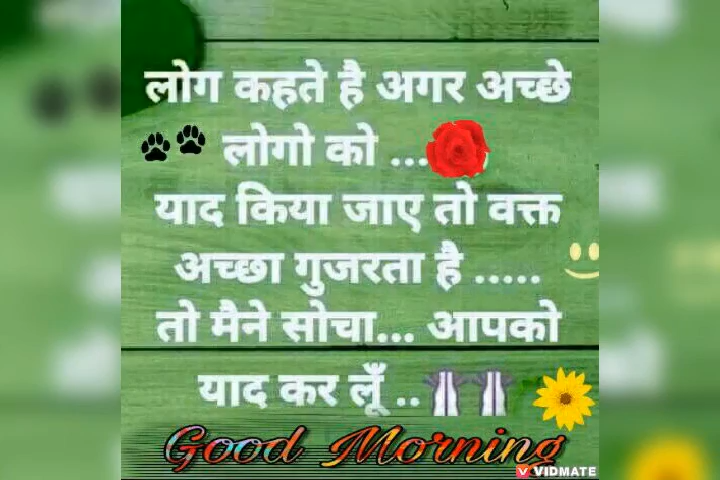 लोग कहते है अगर अच्छे
लोगो को ...
याद किया जाए तो वक्त
अच्छा गुजरता है .....
तो मैने सोचा... आपको
याद कर लूँ ..
Good Morning
VIDMATE